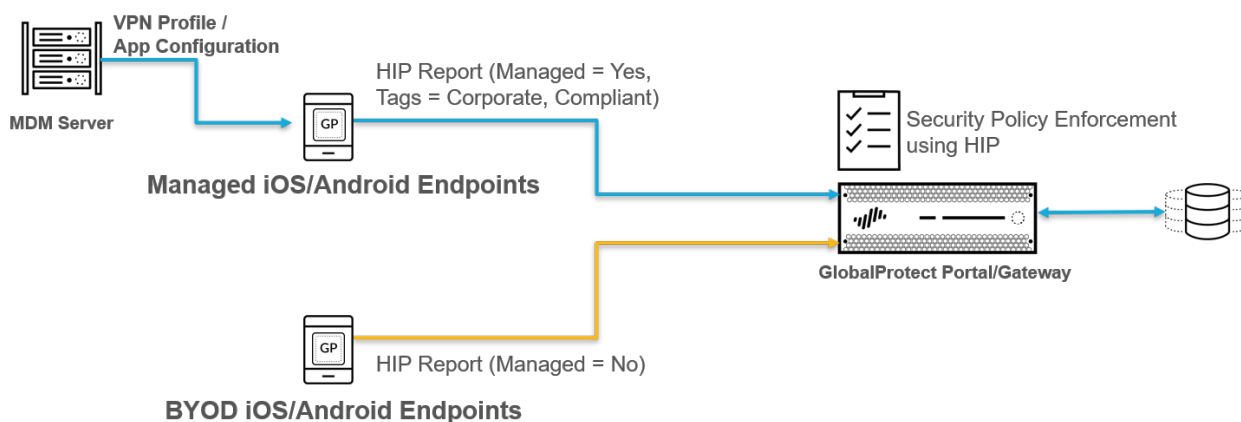 VPN Profile /
App Configuration
MDM Server
HIP Report (Managed = Yes,
Tags = Corporate, Compliant)
GP
Managed iOS/Android Endpoints
Security Policy Enforcement
using HIP
GlobalProtect Portal/Gateway
GP
HIP Report (Managed = No)
BYOD iOS/Android Endpoints